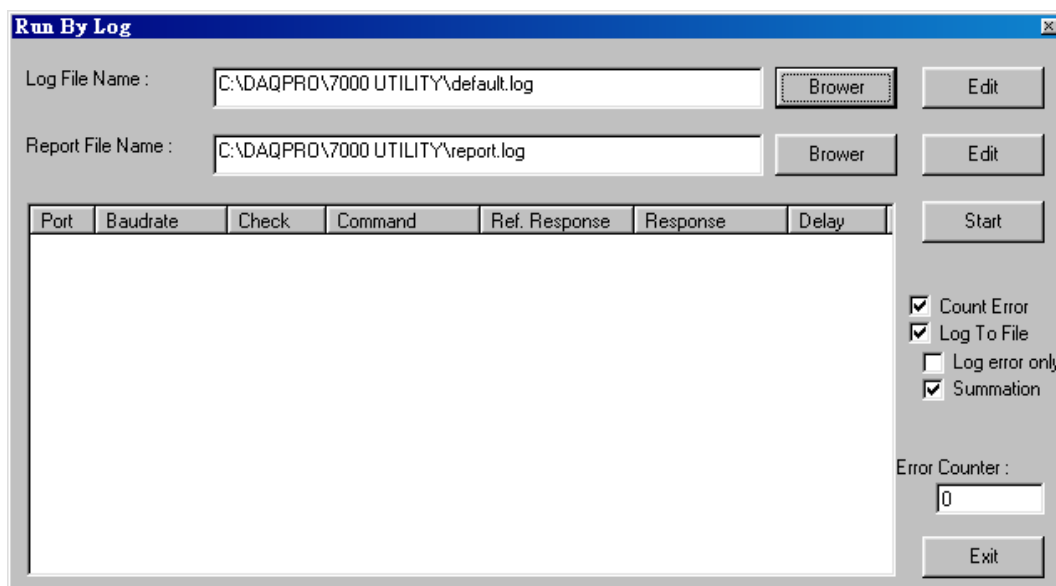 Run By Log
Log File Name :
C:\DAQPRO\7000 UTILITY\default.log
Brower
Edit
Report File Name :
C:\DAQPRO\7000 UTILITY\report.log
Brower
Edit
Port Baudrate Check Command Ref. Response Response Delay
Start
Count Error
Log To File
Log error only
Summation
Error Counter :
0
Exit